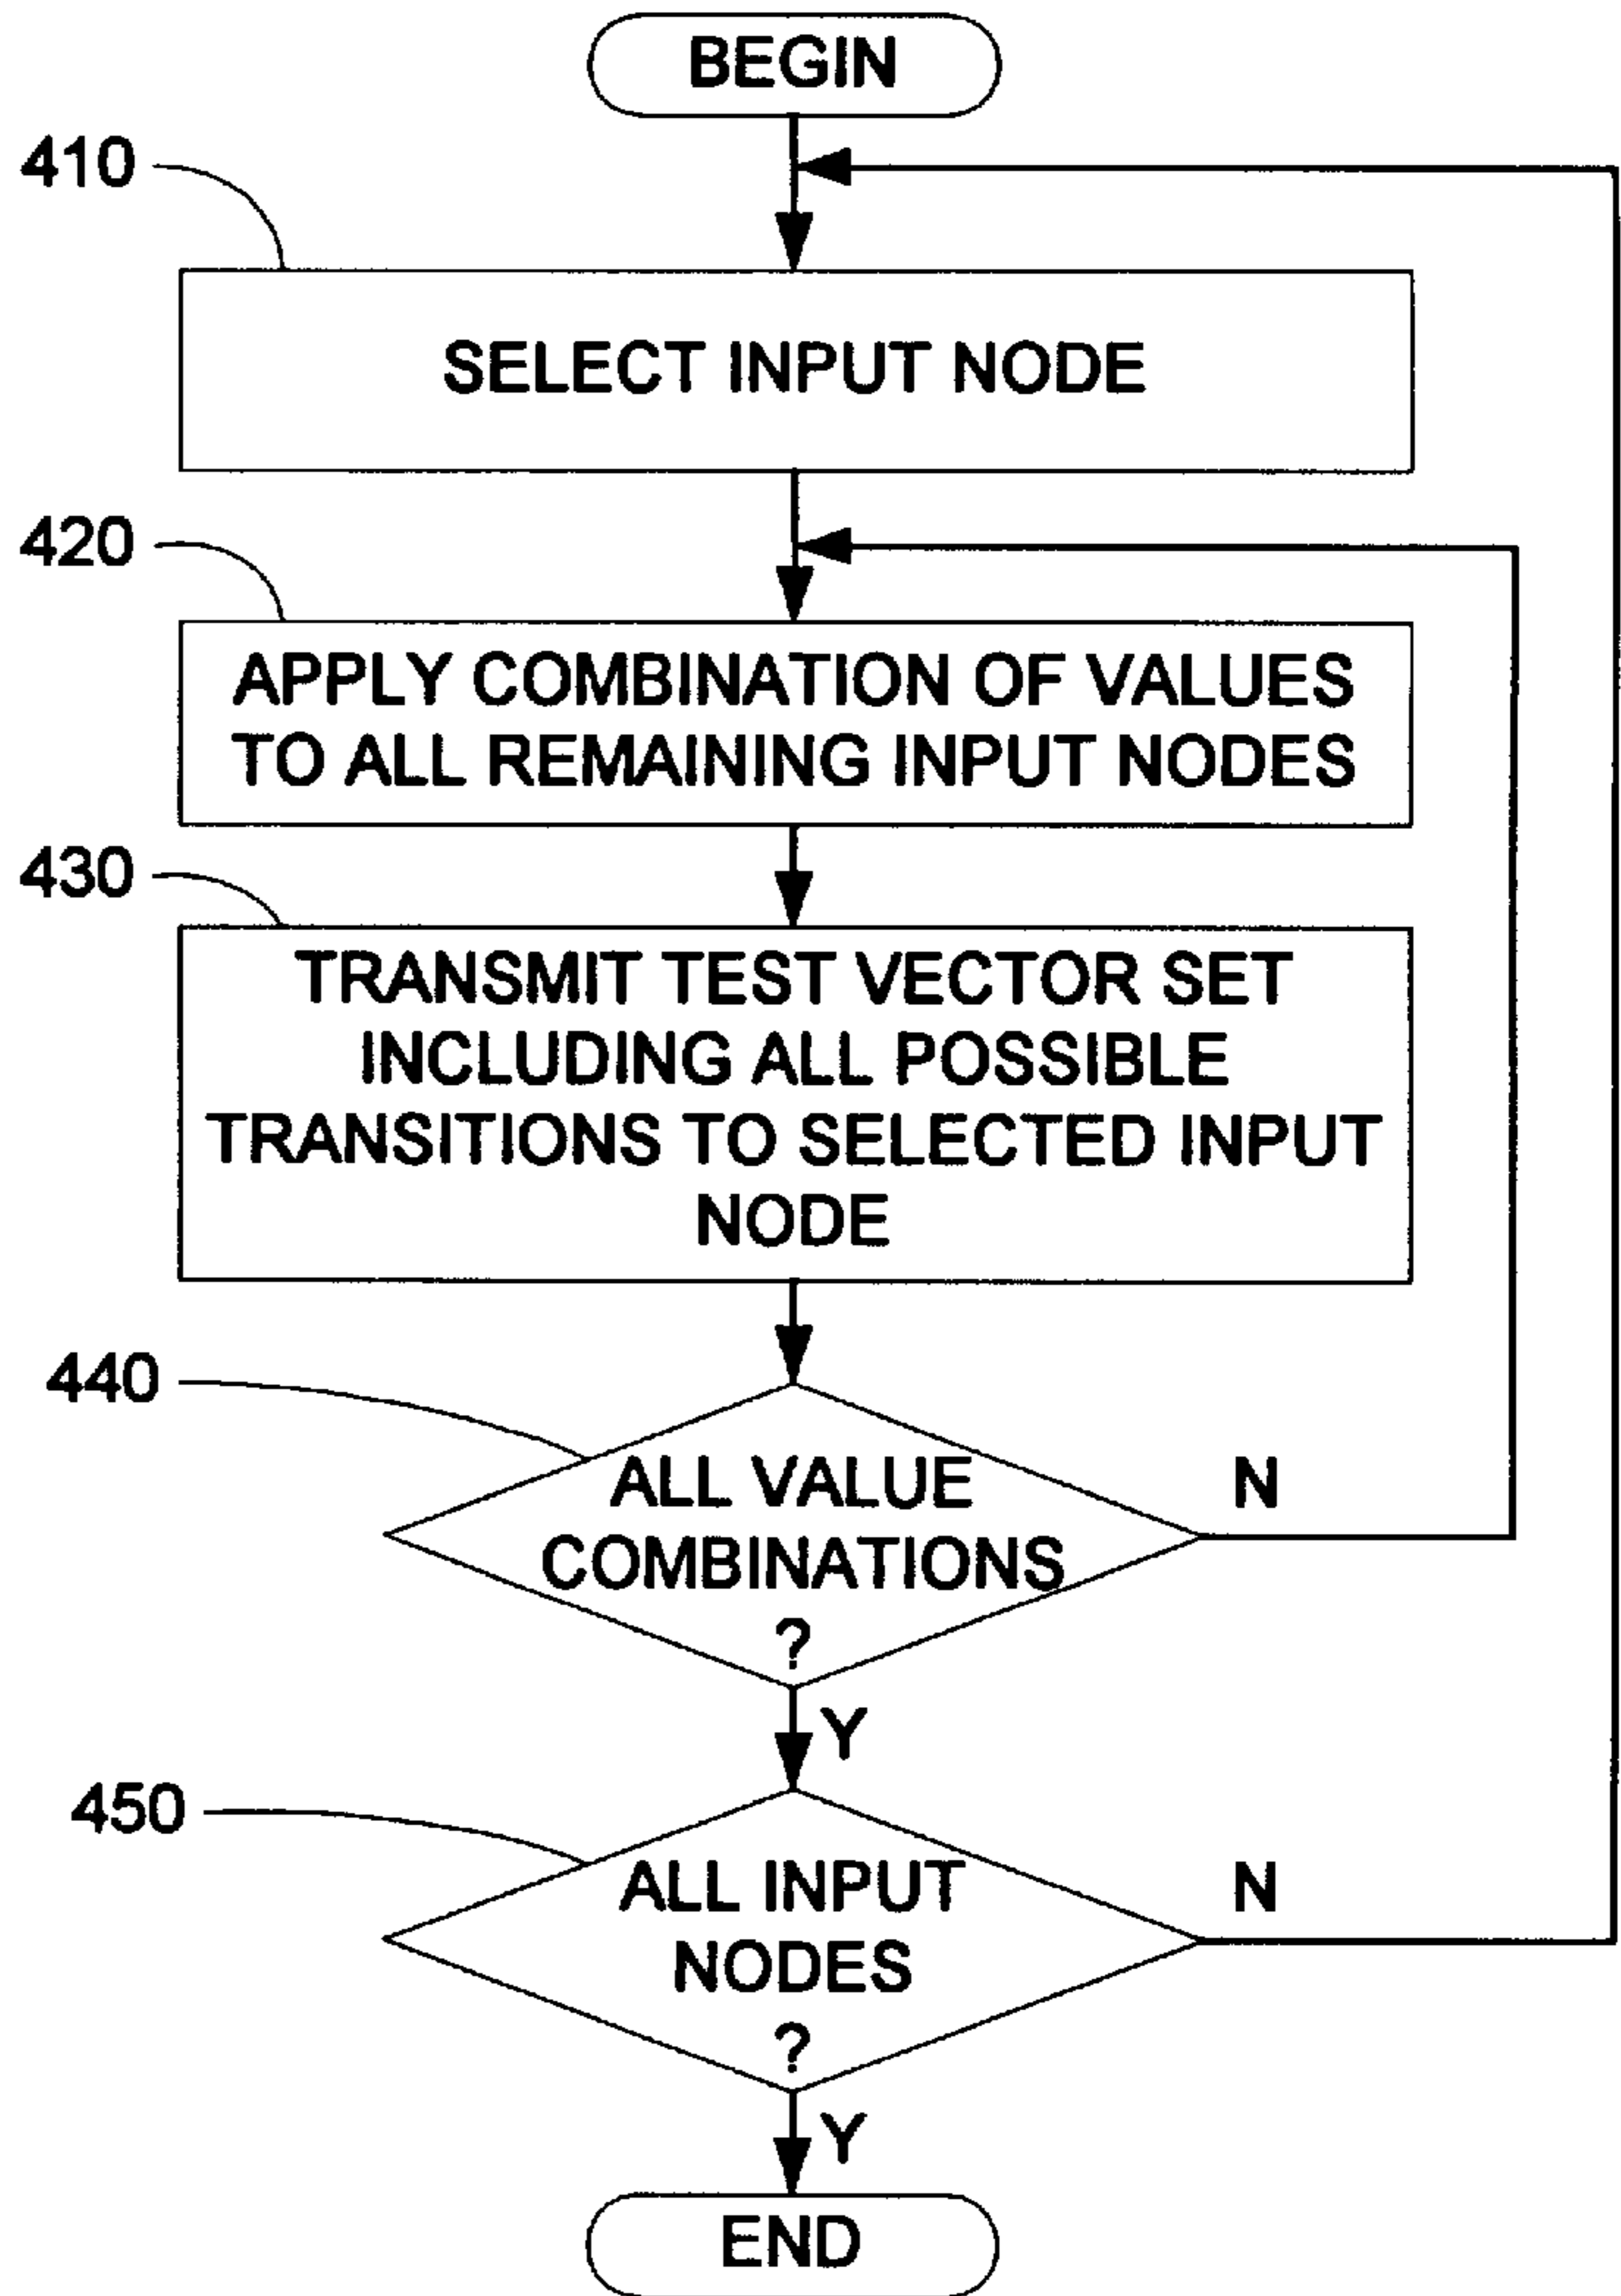 BEGIN
410
SELECT INPUT NODE
420
APPLY COMBINATION OF VALUES
TO ALL REMAINING INPUT NODES
430
TRANSMIT TEST VECTOR SET
INCLUDING ALL POSSIBLE
TRANSITIONS TO SELECTED INPUT
NODE
440
ALL VALUE
COMBINATIONS
?
N
Y
450
ALL INPUT
NODES
?
N
Y
END